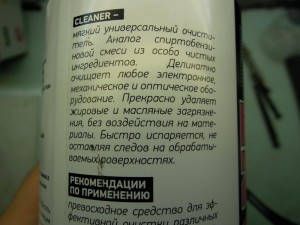 CLEANER –
мягкий универсальный очисти-
тель. Аналог спиртобензи-
новой смеси из особо чистых
ингредиентов. Деликатно
очищает любое электронное,
механическое и оптическое обо-
рудование. Прекрасно удаляет
жировые и масляные загрязне-
ния, без воздействия на мате-
риалы. Быстро испаряется, не
оставляя следов на обрабаты-
ваемых поверхностях.
РЕКОМЕНДАЦИИ
ПО ПРИМЕНЕНИЮ
превосходное средство для эф-
фективной очистки различных